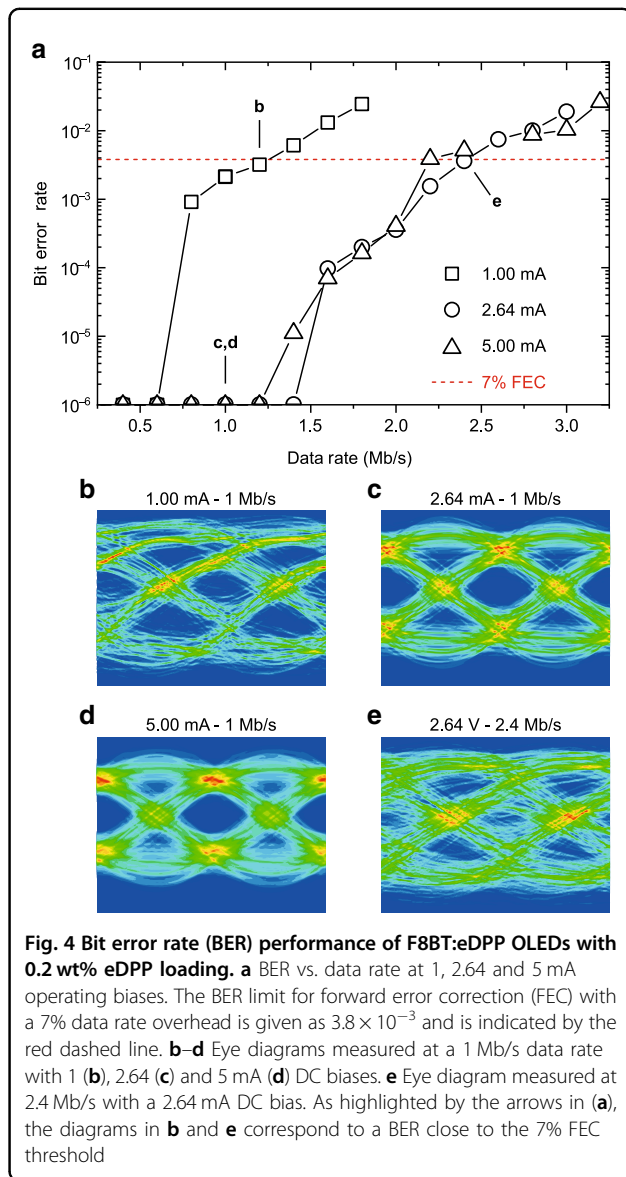 a
10⁻¹
10⁻²
10⁻³
10⁻⁴
10⁻⁵
10⁻⁶
Bit error rate
b
e
c,d
1.00 mA
2.64 mA
5.00 mA
7% FEC
0.5 1.0 1.5 2.0 2.5 3.0
Data rate (Mb/s)
b
1.00 mA - 1 Mb/s
c
2.64 mA - 1 Mb/s
d
5.00 mA - 1 Mb/s
e
2.64 V - 2.4 Mb/s
Fig. 4 Bit error rate (BER) performance of F8BT:eDPP OLEDs with
0.2 wt% eDPP loading. a BER vs. data rate at 1, 2.64 and 5 mA
operating biases. The BER limit for forward error correction (FEC) with
a 7% data rate overhead is given as 3.8 × 10⁻³ and is indicated by the
red dashed line. b–d Eye diagrams measured at a 1 Mb/s data rate
with 1 (b), 2.64 (c) and 5 mA (d) DC biases. e Eye diagram measured at
2.4 Mb/s with a 2.64 mA DC bias. As highlighted by the arrows in (a),
the diagrams in b and e correspond to a BER close to the 7% FEC
threshold